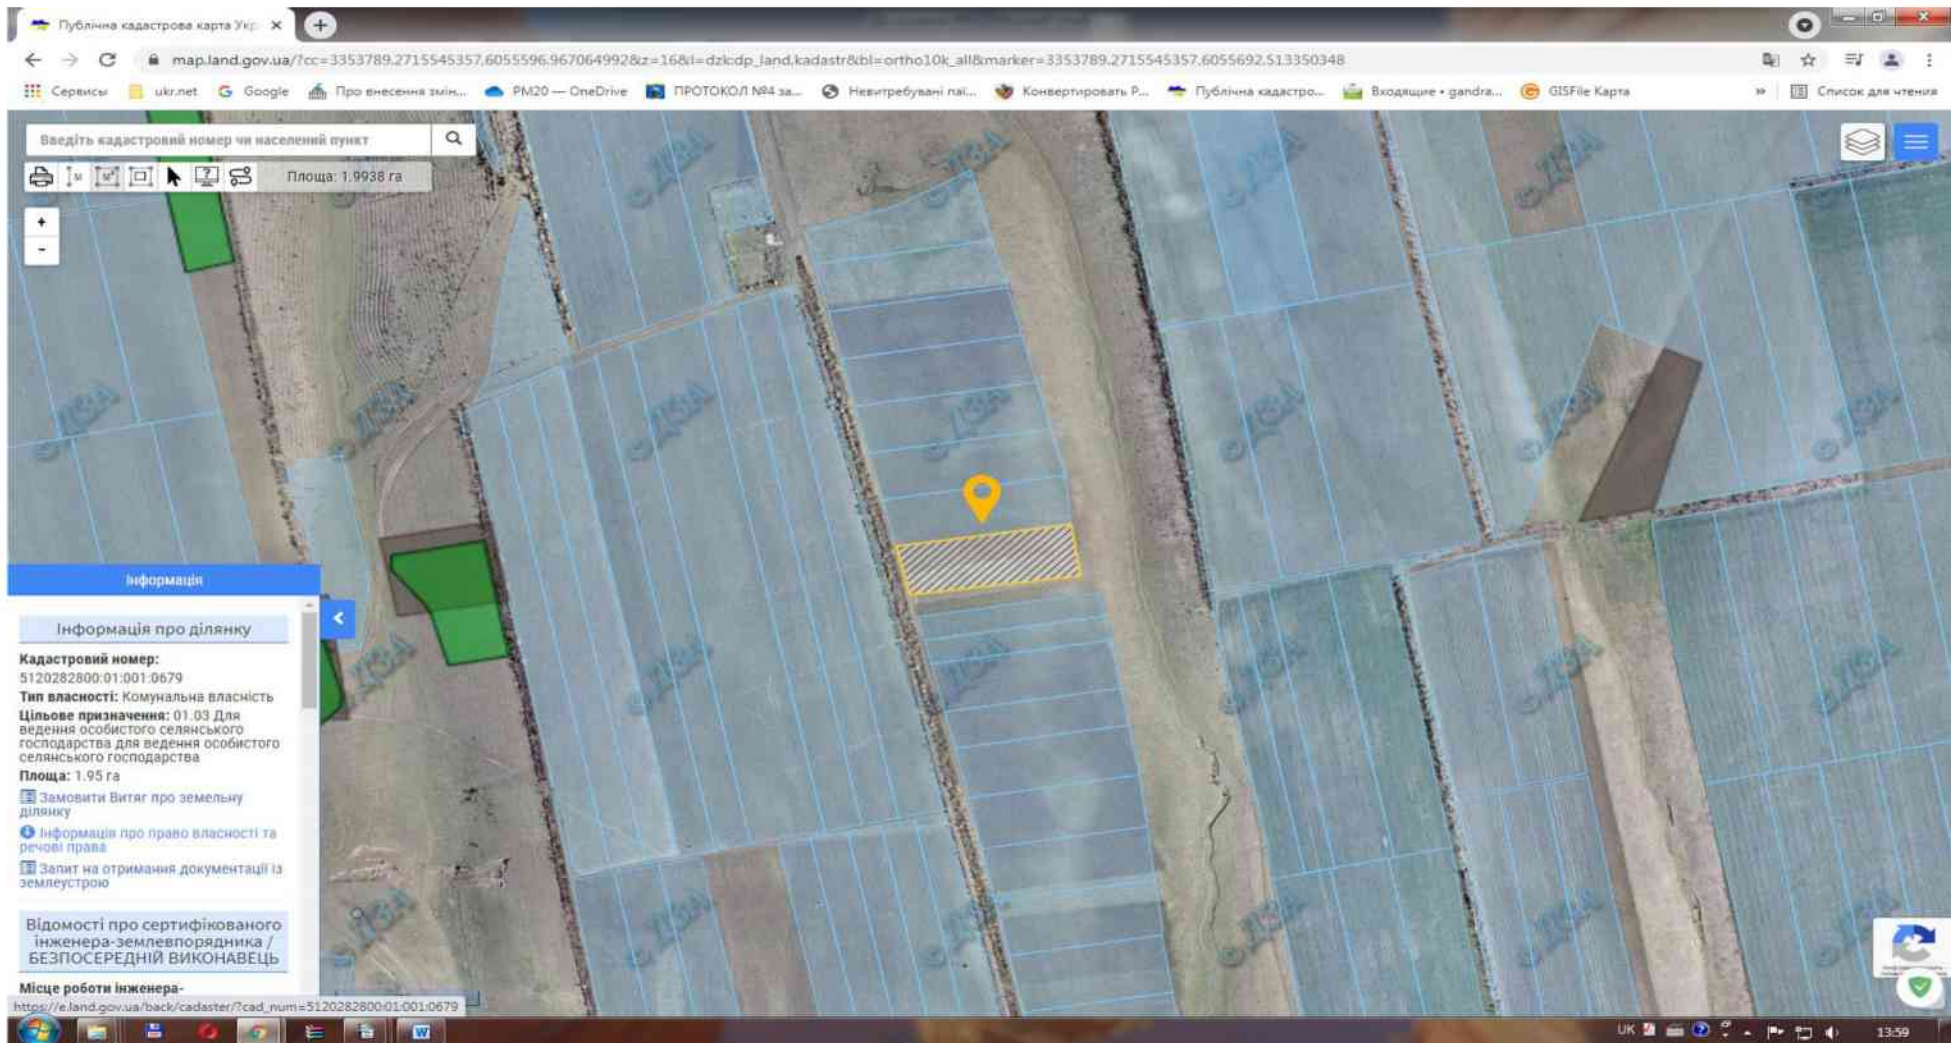 Публічна кадастрова карта Укр
map.land.gov.ua/?cc=3353789.2715545357,6055596.967064992&z=16&l=dzk:dp_land,kadastr&bl=ortho10k_all&marker=3353789.2715545357,6055692.513350348
Сервисы ukr.net Google Про внесення змін... PM20 — OneDrive ПРОТОКОЛ №4 за... Невитребувані паї... Конвертировать P... Публічна кадастро... Входящие • gandra... GISFile Карта » Список для чтения
Введіть кадастровий номер чи населений пункт
Площа: 1.9938 га
+
-
Інформація
Інформація про ділянку
Кадастровий номер:
5120282800:01:001:0679
Тип власності: Комунальна власність
Цільове призначення: 01.03 Для
ведення особистого селянського
господарства для ведення особистого
селянського господарства
Площа: 1.95 га
Замовити Витяг про земельну
ділянку
Інформація про право власності та
речові права
Запит на отримання документації із
землеустрою
Відомості про сертифікованого
інженера-землевпорядника /
БЕЗПОСЕРЕДНІЙ ВИКОНАВЕЦЬ
Місце роботи інженера-
https://e.land.gov.ua/back/cadaster/?cad_num=5120282800:01:001:0679
UK 13:59